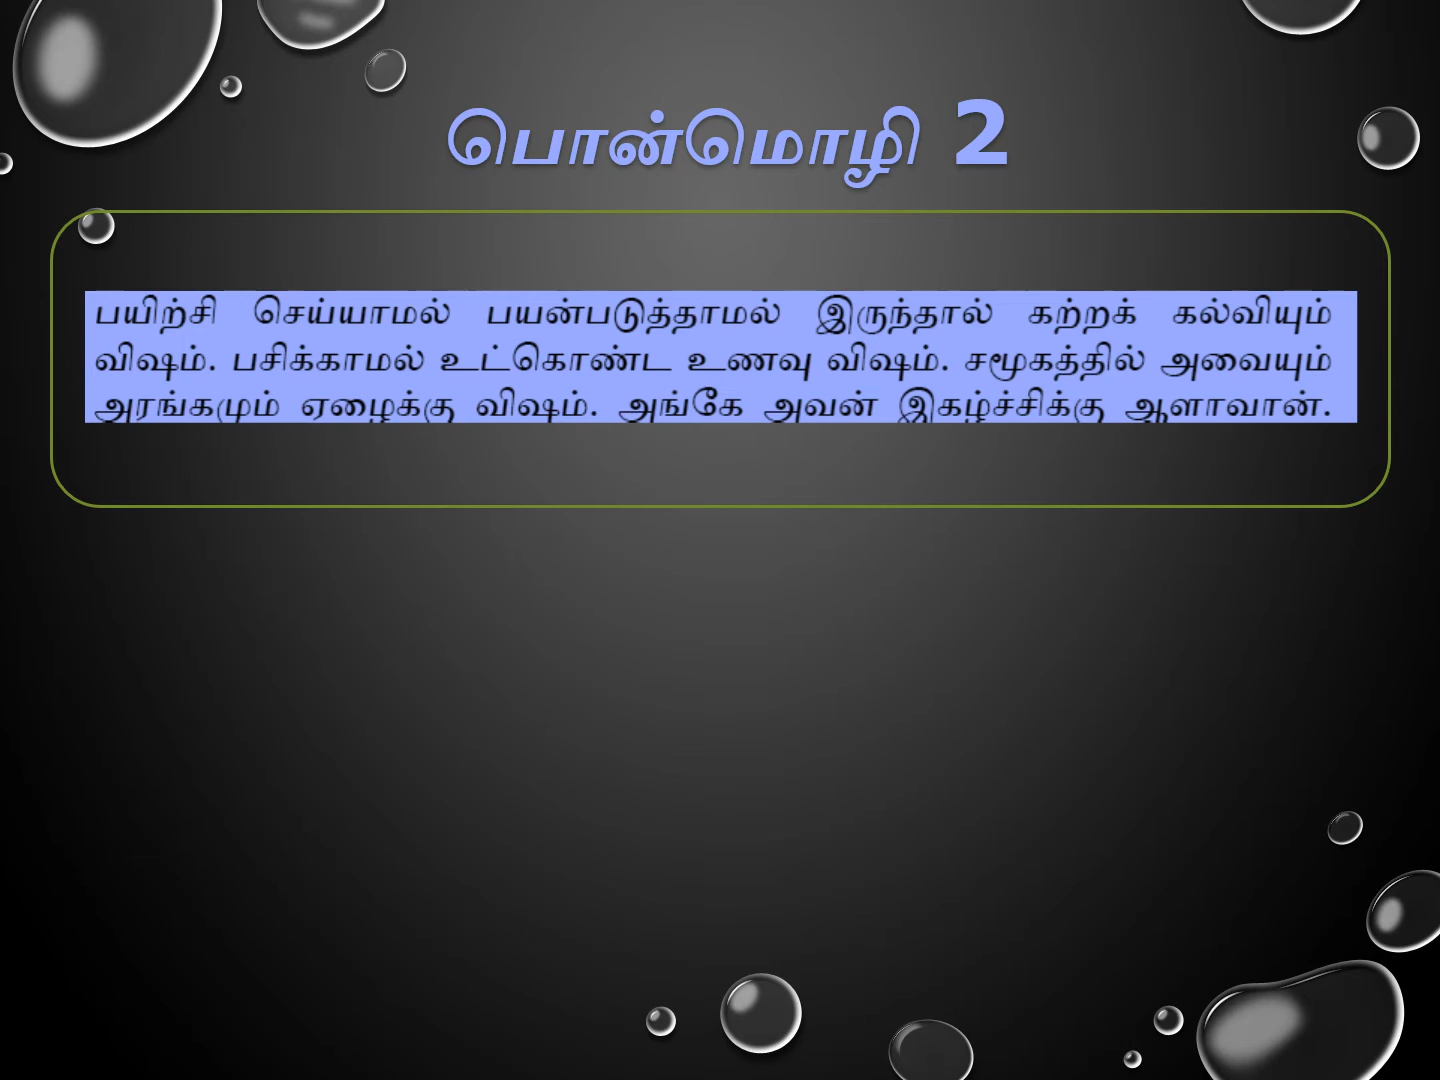 பொன்மொழி 2
பயிற்சி செய்யாமல் பயன்படுத்தாமல் இருந்தால் கற்றக் கல்வியும்
விஷம். பசிக்காமல் உட்கொண்ட உணவு விஷம். சமூகத்தில் அவையும்
அரங்கமும் ஏழைக்கு விஷம். அங்கே அவன் இகழ்ச்சிக்கு ஆளாவான்.